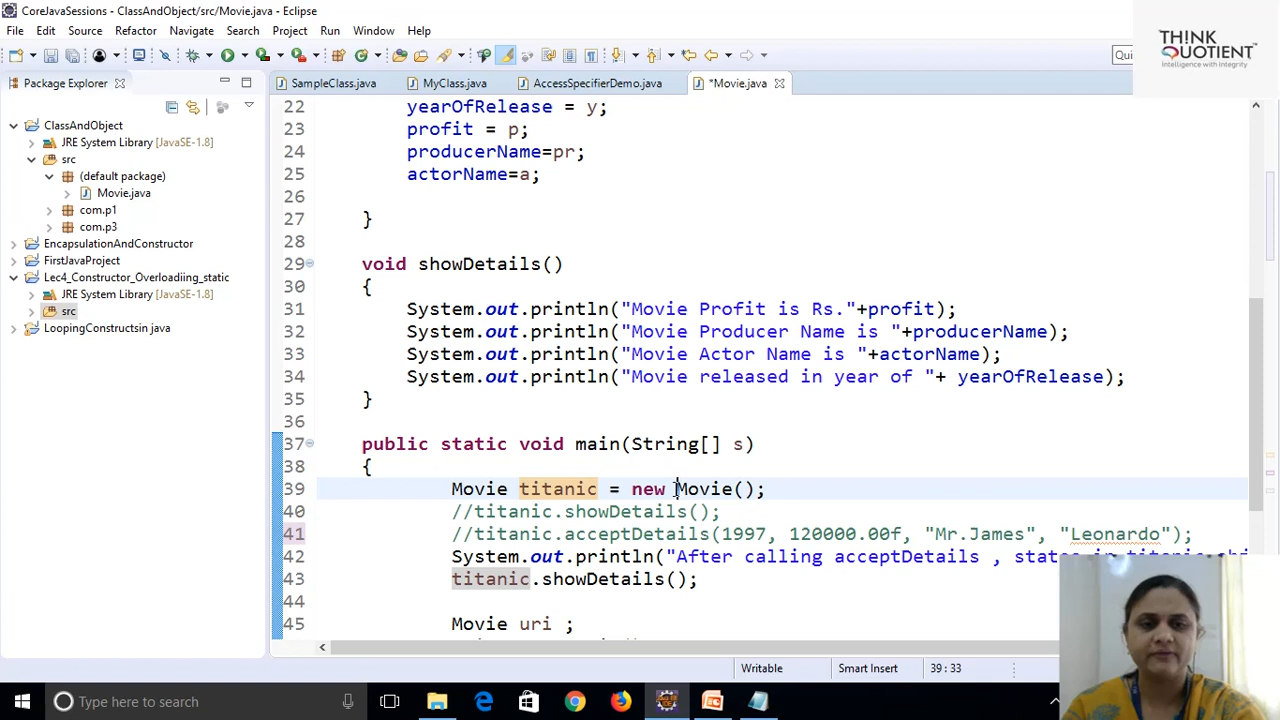 CoreJavaSessions - ClassAndObject/src/Movie.java - Eclipse
File Edit Source Refactor Navigate Search Project Run Window Help
THINK
QUOTIENT
Intelligence with Integrity
Qui
Package Explorer
SampleClass.java MyClass.java AccessSpecifierDemo.java *Movie.java
ClassAndObject
JRE System Library [JavaSE-1.8]
src
(default package)
Movie.java
com.p1
com.p3
EncapsulationAndConstructor
FirstJavaProject
Lec4_Constructor_Overloadiing_static
JRE System Library [JavaSE-1.8]
src
LoopingConstructsin java
22 yearOfRelease = y;
23 profit = p;
24 producerName=pr;
25 actorName=a;
26
27 }
28
29 void showDetails()
30 {
31 System.out.println("Movie Profit is Rs."+profit);
32 System.out.println("Movie Producer Name is "+producerName);
33 System.out.println("Movie Actor Name is "+actorName);
34 System.out.println("Movie released in year of "+ yearOfRelease);
35 }
36
37 public static void main(String[] s)
38 {
39 Movie titanic = new Movie();
40 //titanic.showDetails();
41 //titanic.acceptDetails(1997, 120000.00f, "Mr.James", "Leonardo");
42 System.out.println("After calling acceptDetails , states in titanic
43 titanic.showDetails();
44
45 Movie uri ;
Writable Smart Insert 39 : 33
Type here to search